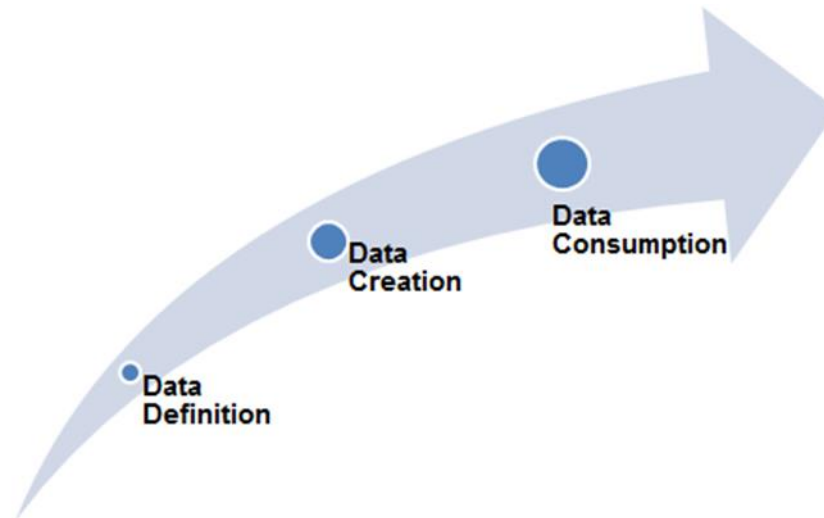 Data
Consumption
Data
Creation
Data
Definition